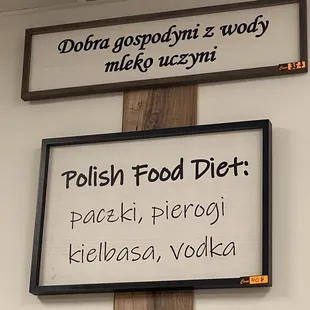 Dobra gospodyni z wody
mleko uczyni
Polish Food Diet:
paczki, pierogi
kielbasa, vodka